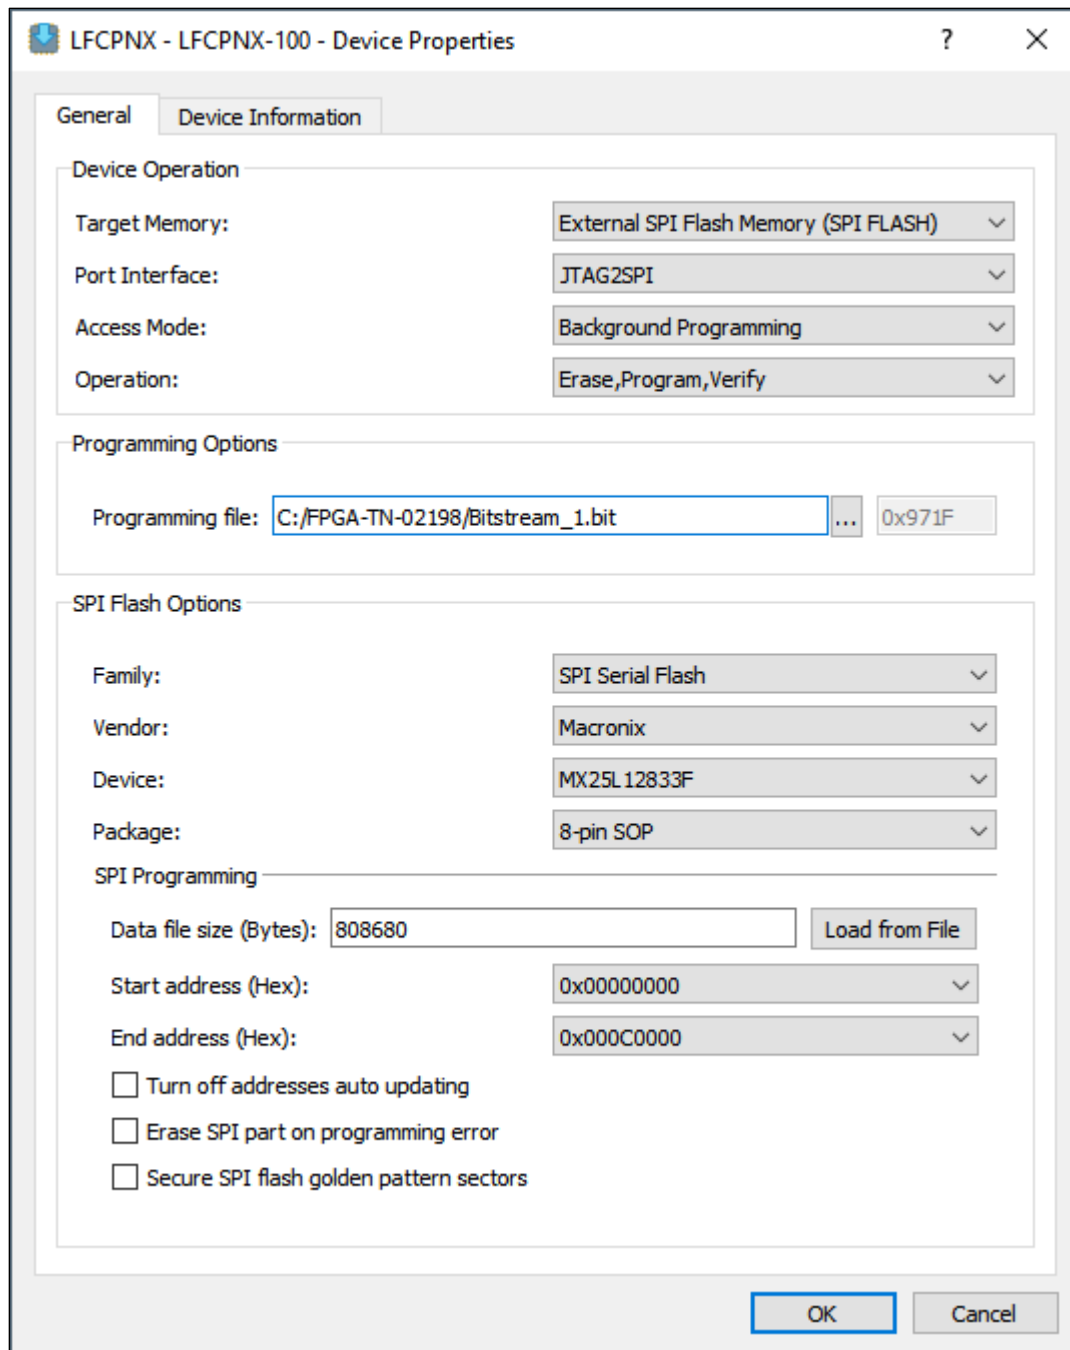 LFCPNX - LFCPNX-100 - Device Properties ?
General Device Information
Device Operation
Target Memory: External SPI Flash Memory (SPI FLASH)
Port Interface: JTAG2SPI
Access Mode: Background Programming
Operation: Erase,Program,Verify
Programming Options
Programming file: C:/FPGA-TN-02198/Bitstream_1.bit ... 0x971F
SPI Flash Options
Family: SPI Serial Flash
Vendor: Macronix
Device: MX25L12833F
Package: 8-pin SOP
SPI Programming
Data file size (Bytes): 808680 Load from File
Start address (Hex): 0x00000000
End address (Hex): 0x000C0000
Turn off addresses auto updating
Erase SPI part on programming error
Secure SPI flash golden pattern sectors
OK Cancel